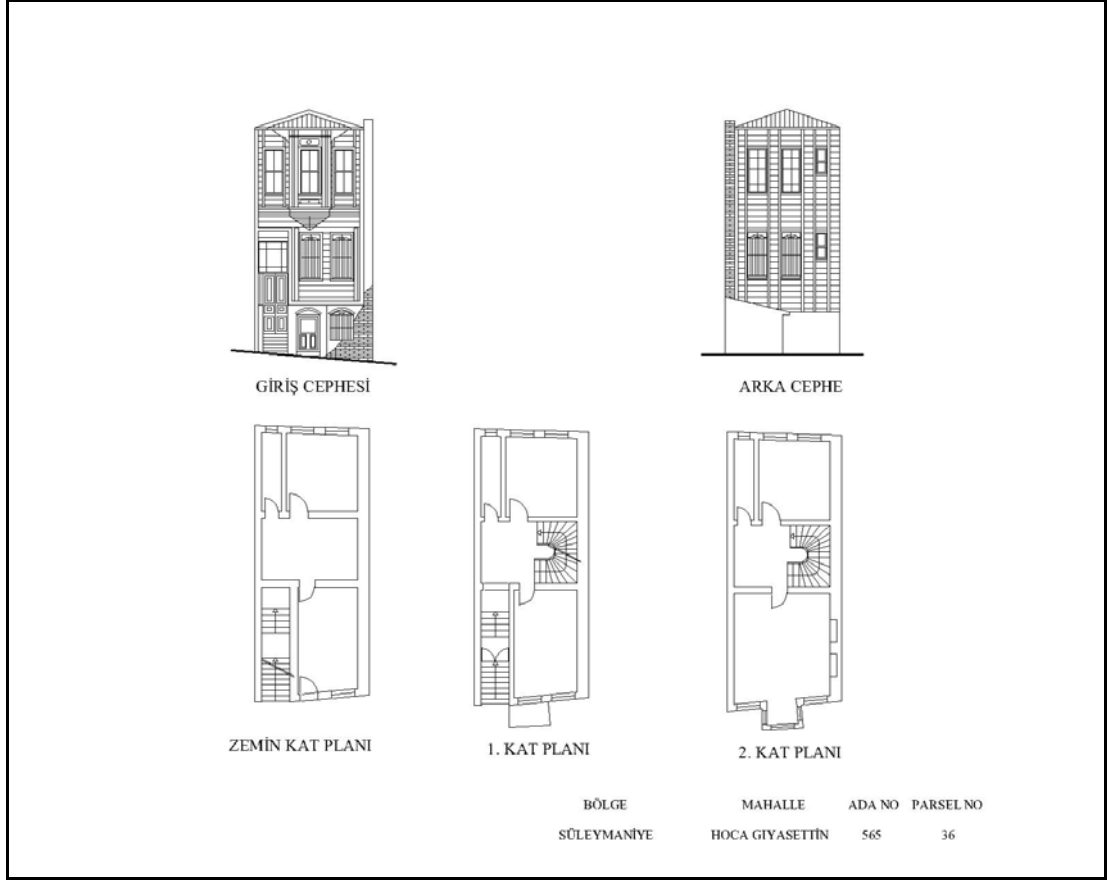 GİRİŞ CEPHESİ
ARKA CEPHE
ZEMİN KAT PLANI
1. KAT PLANI
2. KAT PLANI
BÖLGE MAHALLE ADA NO PARSEL NO
SÜLEYMANİYE HOCA GIYASETTİN 565 36